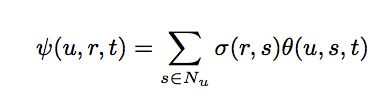 ψ(u, r, t) = ∑_{s∈N_u} σ(r, s)θ(u, s, t)